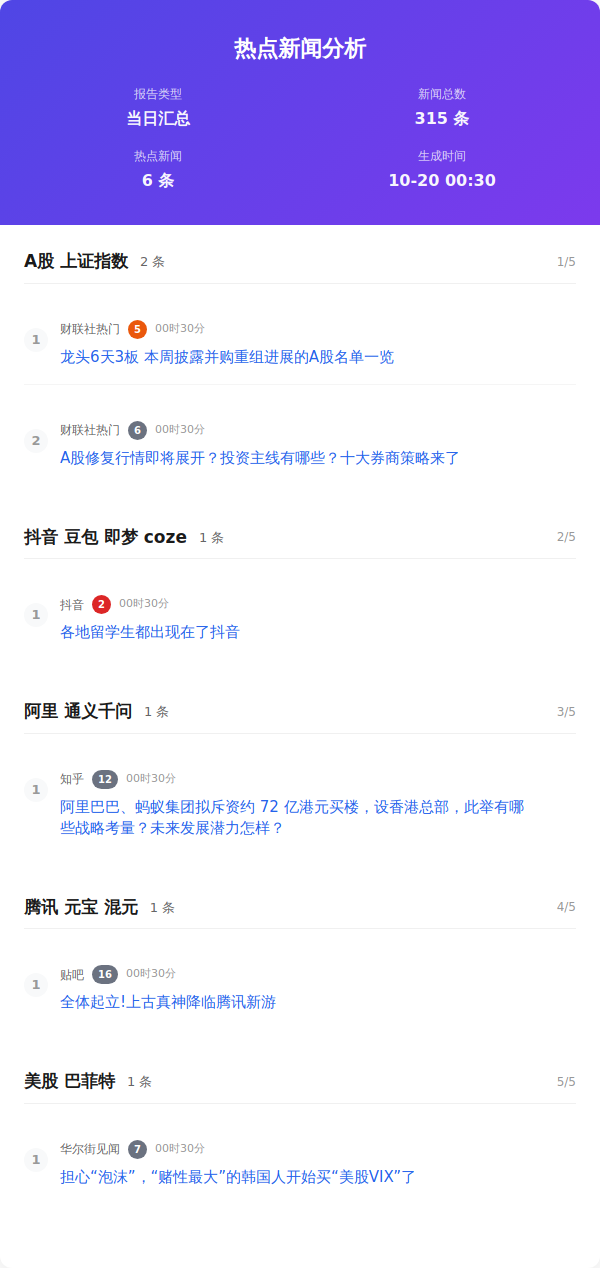 热点新闻分析
报告类型
新闻总数
当日汇总
315 条
热点新闻
生成时间
6 条
10-20 00:30
A股 上证指数 2 条 1/5
1 财联社热门 5 00时30分
龙头6天3板 本周披露并购重组进展的A股名单一览
2 财联社热门 6 00时30分
A股修复行情即将展开？投资主线有哪些？十大券商策略来了
抖音 豆包 即梦 coze 1 条 2/5
1 抖音 2 00时30分
各地留学生都出现在了抖音
阿里 通义千问 1 条 3/5
1 知乎 12 00时30分
阿里巴巴、蚂蚁集团拟斥资约 72 亿港元买楼，设香港总部，此举有哪
些战略考量？未来发展潜力怎样？
腾讯 元宝 混元 1 条 4/5
1 贴吧 16 00时30分
全体起立!上古真神降临腾讯新游
美股 巴菲特 1 条 5/5
1 华尔街见闻 7 00时30分
担心“泡沫”，“赌性最大”的韩国人开始买“美股VIX”了